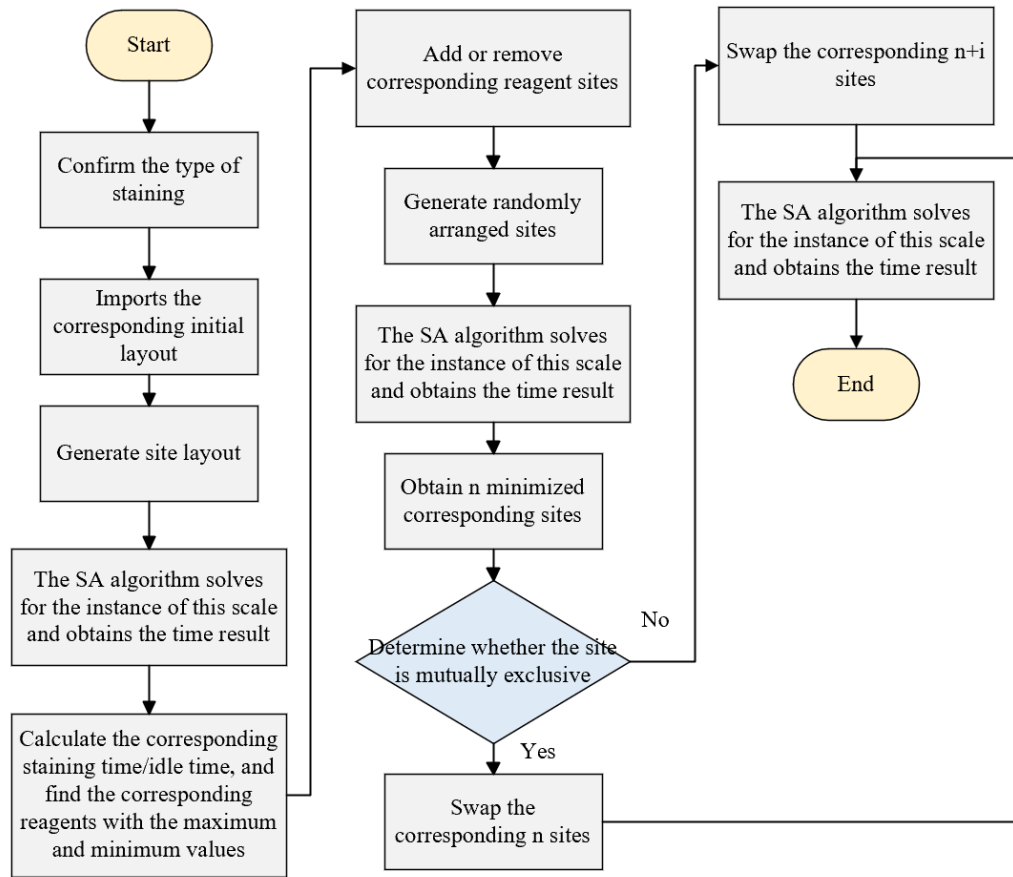 Start
Confirm the type of
staining
Imports the
corresponding initial
layout
Generate site layout
The SA algorithm solves
for the instance of this scale
and obtains the time result
Calculate the corresponding
staining time/idle time, and
find the corresponding
reagents with the maximum
and minimum values
Add or remove
corresponding reagent sites
Generate randomly
arranged sites
The SA algorithm solves
for the instance of this scale
and obtains the time result
Obtain n minimized
corresponding sites
Determine whether the site
is mutually exclusive
No
Yes
Swap the
corresponding n sites
Swap the corresponding n+i
sites
The SA algorithm solves
for the instance of this scale
and obtains the time result
End